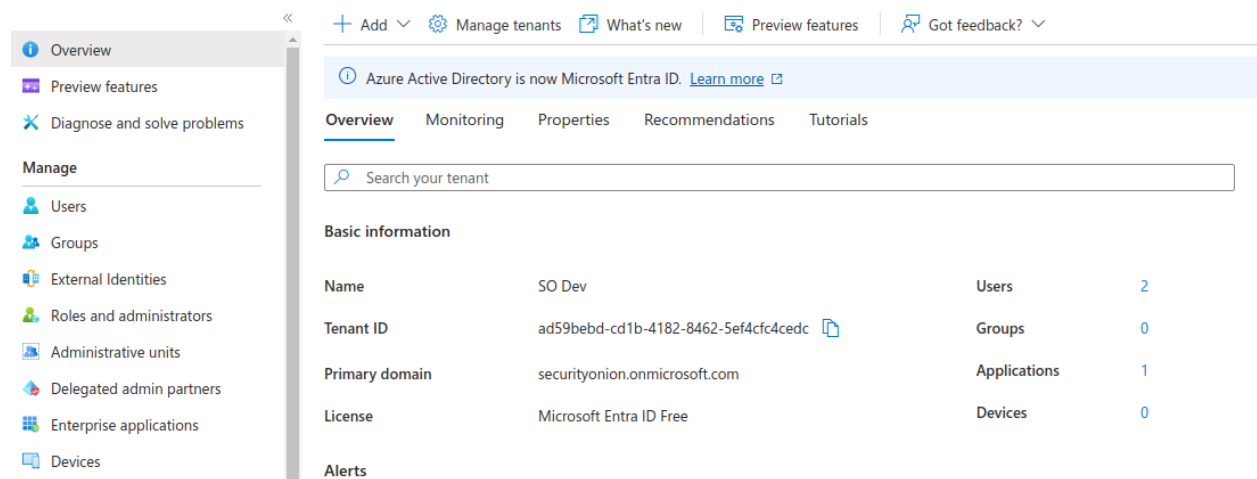 «
Overview
Preview features
Diagnose and solve problems
Manage
Users
Groups
External Identities
Roles and administrators
Administrative units
Delegated admin partners
Enterprise applications
Devices
Add Manage tenants What's new Preview features Got feedback?
Azure Active Directory is now Microsoft Entra ID. Learn more
Overview Monitoring Properties Recommendations Tutorials
Search your tenant
Basic information
Name SO Dev Users 2
Tenant ID ad59bebd-cd1b-4182-8462-5ef4cfc4cedc Groups 0
Primary domain securityonion.onmicrosoft.com Applications 1
License Microsoft Entra ID Free Devices 0
Alerts